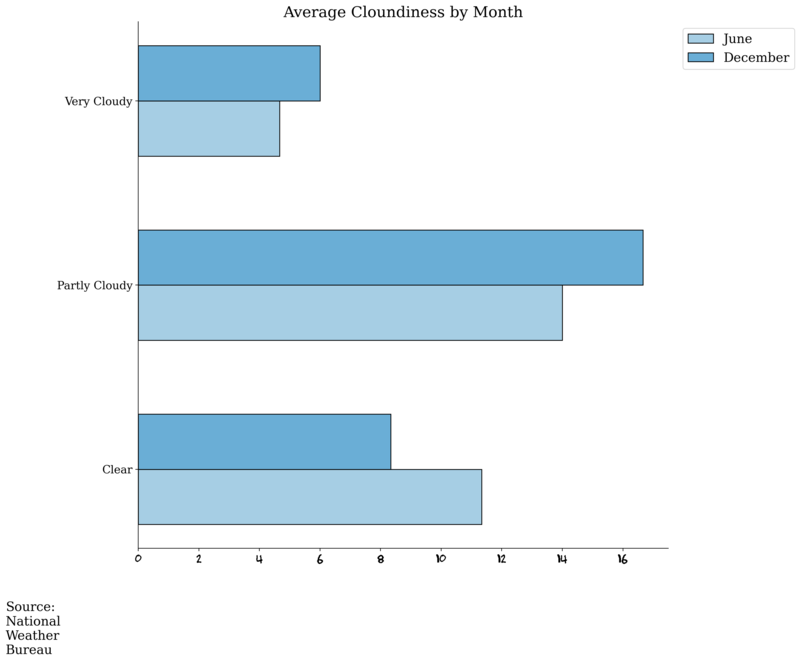 Average Cloundiness by Month
June
December
Very Cloudy
Partly Cloudy
Clear
0 2 4 6 8 10 12 14 16
Source:
National
Weather
Bureau